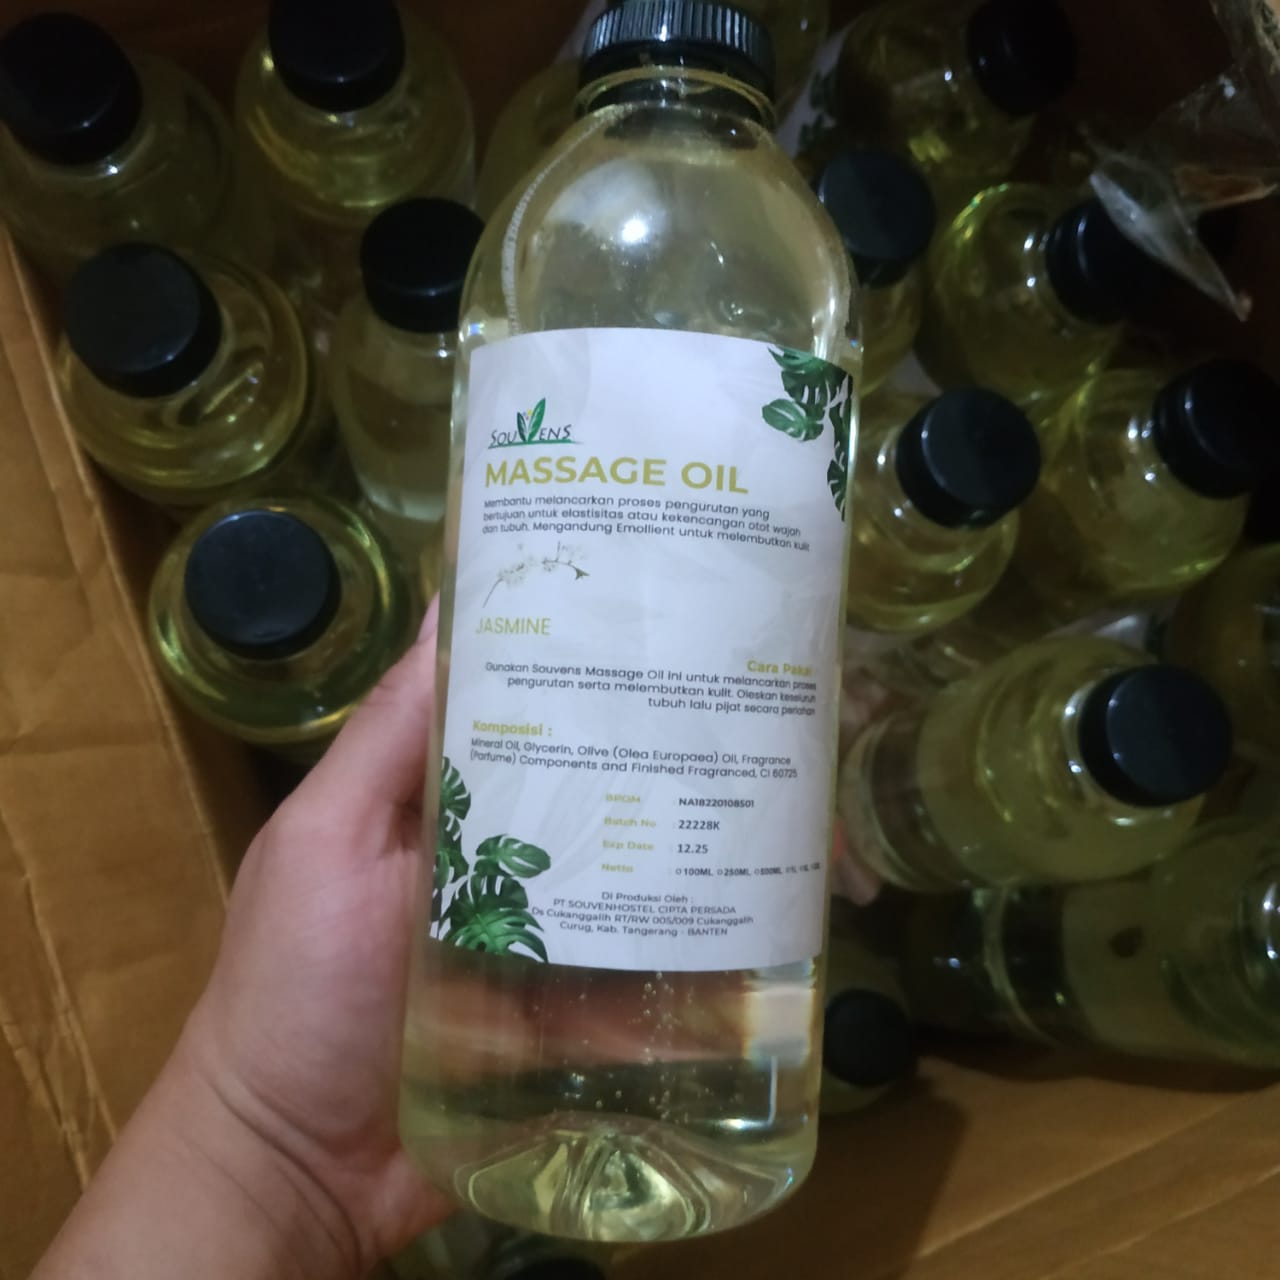 SOUVENS
MASSAGE OIL
Membantu melancarkan proses pengurutan yang
bertujuan untuk elastisitas atau kekencangan otot wajah
dan tubuh. Mengandung Emollient untuk melembutkan kulit
JASMINE
Cara Pakai
Gunakan Souvens Massage Oil ini untuk melancarkan proses
pengurutan serta melembutkan kulit. Oleskan keseluruh
tubuh lalu pijat secara perlahan
Komposisi :
Mineral Oil, Glycerin, Olive (Olea Europaea) Oil, Fragrance
(Parfume) Components and Finished Fragranced, CI 60725
BPOM : NA18220108501
Batch No : 22228K
Exp Date : 12.25
Netto : 100ML 250ML 500ML 1L
Di Produksi Oleh :
PT SOUVENHOSTEL CIPTA PERSADA
Ds Cukanggalih RT/RW 005/009 Cukanggalih
Curug, Kab. Tangerang - BANTEN